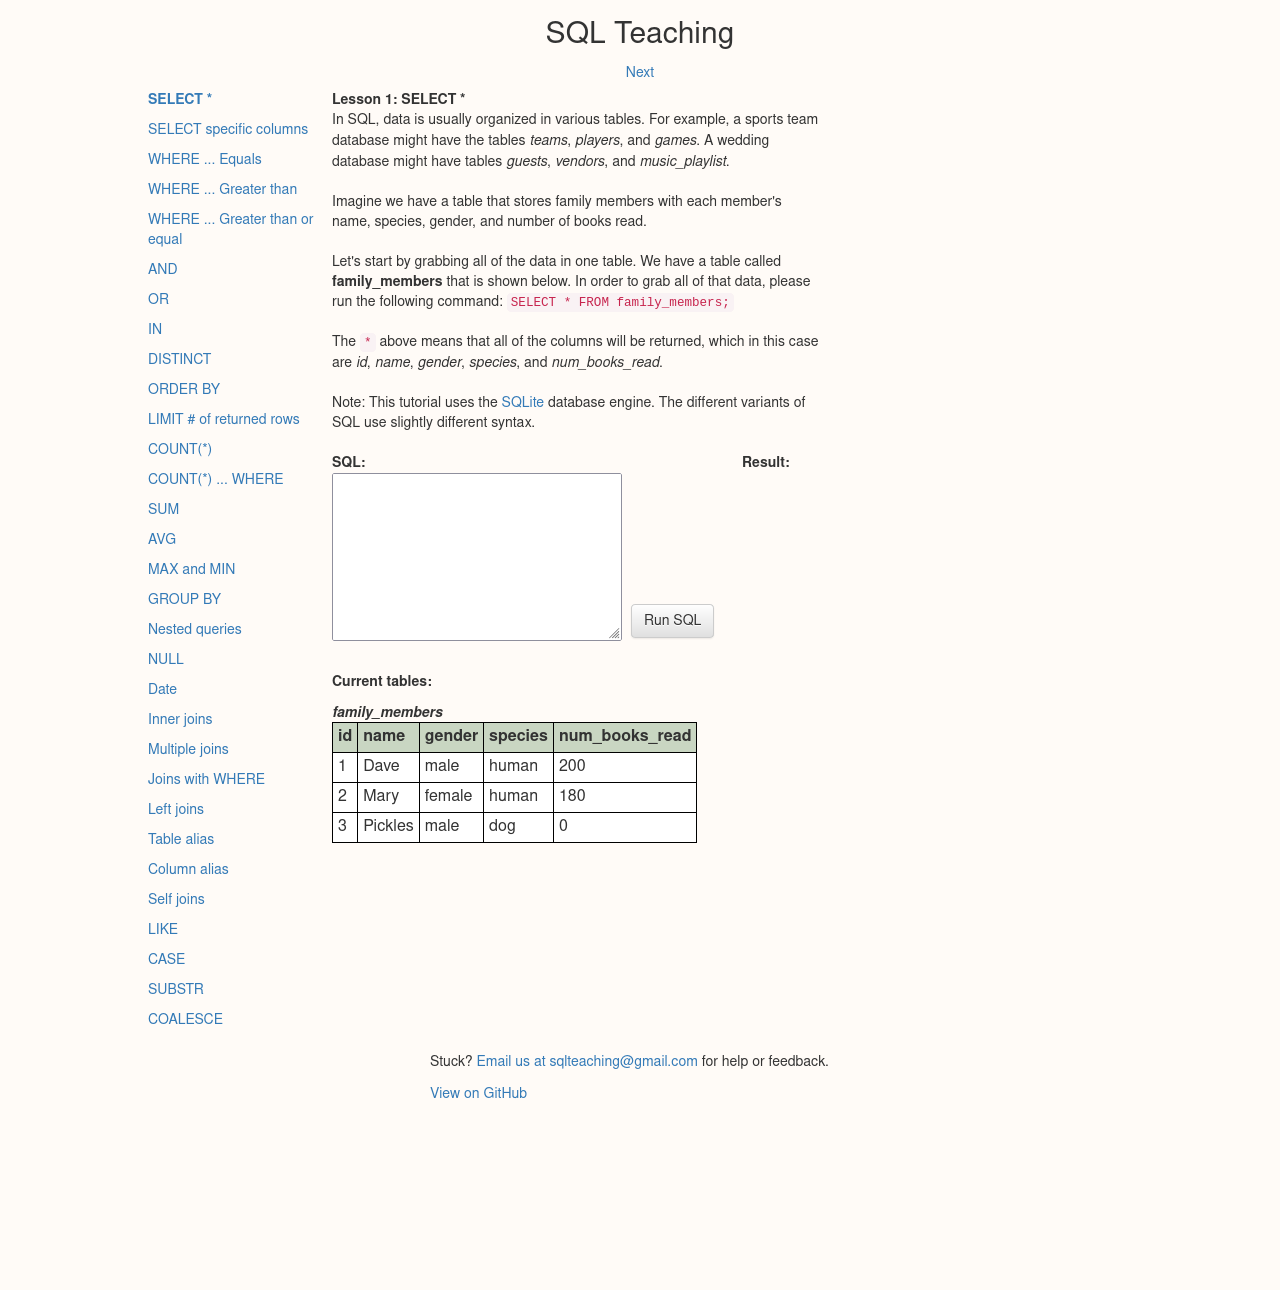 SQL Teaching
Next
SELECT *
SELECT specific columns
WHERE ... Equals
WHERE ... Greater than
WHERE ... Greater than or
equal
AND
OR
IN
DISTINCT
ORDER BY
LIMIT # of returned rows
COUNT(*)
COUNT(*) ... WHERE
SUM
AVG
MAX and MIN
GROUP BY
Nested queries
NULL
Date
Inner joins
Multiple joins
Joins with WHERE
Left joins
Table alias
Column alias
Self joins
LIKE
CASE
SUBSTR
COALESCE
Lesson 1: SELECT *
In SQL, data is usually organized in various tables. For example, a sports team
database might have the tables teams, players, and games. A wedding
database might have tables guests, vendors, and music_playlist.
Imagine we have a table that stores family members with each member's
name, species, gender, and number of books read.
Let's start by grabbing all of the data in one table. We have a table called
family_members that is shown below. In order to grab all of that data, please
run the following command: SELECT * FROM family_members;
The * above means that all of the columns will be returned, which in this case
are id, name, gender, species, and num_books_read.
Note: This tutorial uses the SQLite database engine. The different variants of
SQL use slightly different syntax.
SQL:
Run SQL
Result:
Current tables:
family_members
id name gender species num_books_read
1 Dave male human 200
2 Mary female human 180
3 Pickles male dog 0
Stuck? Email us at sqlteaching@gmail.com for help or feedback.
View on GitHub